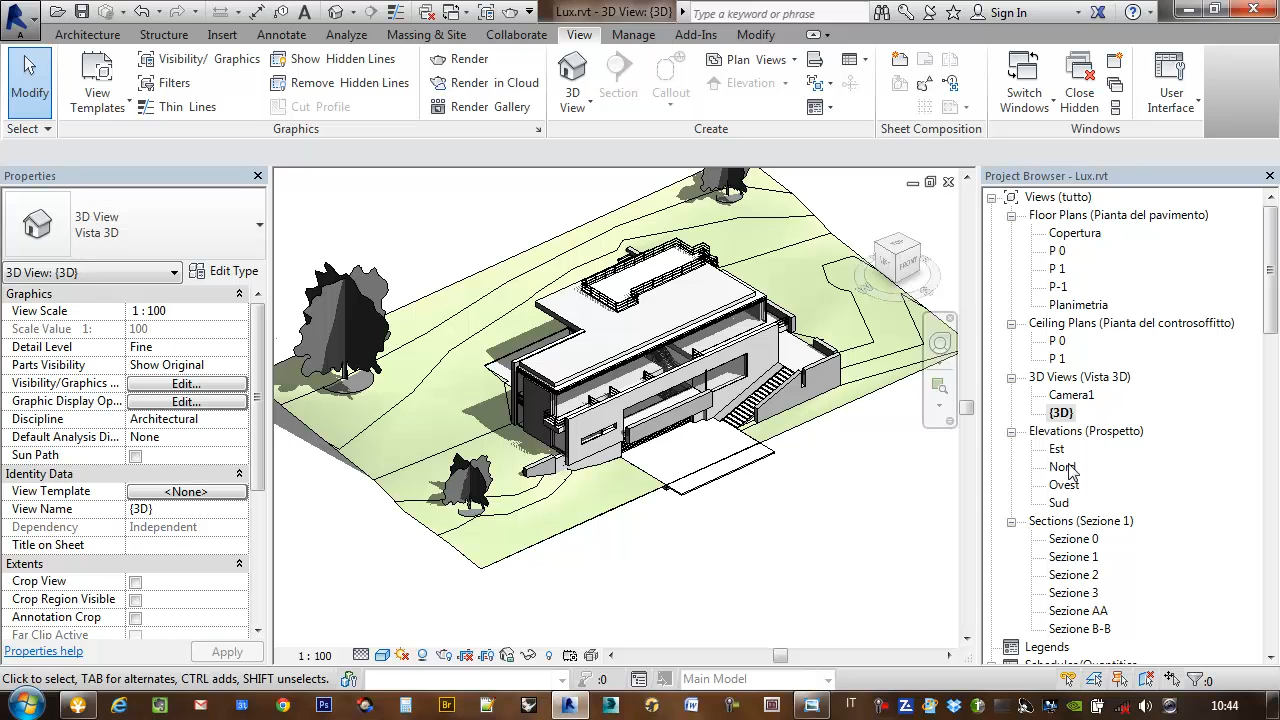 Lux.rvt - 3D View: {3D}
Type a keyword or phrase
Sign In
Architecture Structure Insert Annotate Analyze Massing & Site Collaborate View Manage Add-Ins Modify
Modify
View Templates
Visibility/ Graphics
Filters
Thin Lines
Show Hidden Lines
Remove Hidden Lines
Cut Profile
Render
Render in Cloud
Render Gallery
3D View
Section
Callout
Plan Views
Elevation
Switch Windows
Close Hidden
User Interface
Select Graphics Create Sheet Composition Windows
Properties
3D View
Vista 3D
3D View: {3D} Edit Type
Graphics
View Scale 1 : 100
Scale Value 1: 100
Detail Level Fine
Parts Visibility Show Original
Visibility/Graphics ... Edit...
Graphic Display Op... Edit...
Discipline Architectural
Default Analysis Di... None
Sun Path
Identity Data
View Template <None>
View Name {3D}
Dependency Independent
Title on Sheet
Extents
Crop View
Crop Region Visible
Annotation Crop
Far Clip Active
Properties help Apply
TOP
FRONT
1 : 100
Project Browser - Lux.rvt
Views (tutto)
Floor Plans (Pianta del pavimento)
Copertura
P 0
P 1
P-1
Planimetria
Ceiling Plans (Pianta del controsoffitto)
P 0
P 1
3D Views (Vista 3D)
Camera1
{3D}
Elevations (Prospetto)
Est
Nord
Ovest
Sud
Sections (Sezione 1)
Sezione 0
Sezione 1
Sezione 2
Sezione 3
Sezione AA
Sezione B-B
Legends
Schedules/Quantities
Click to select, TAB for alternates, CTRL adds, SHIFT unselects.
:0
Main Model
:0
IT
10:44